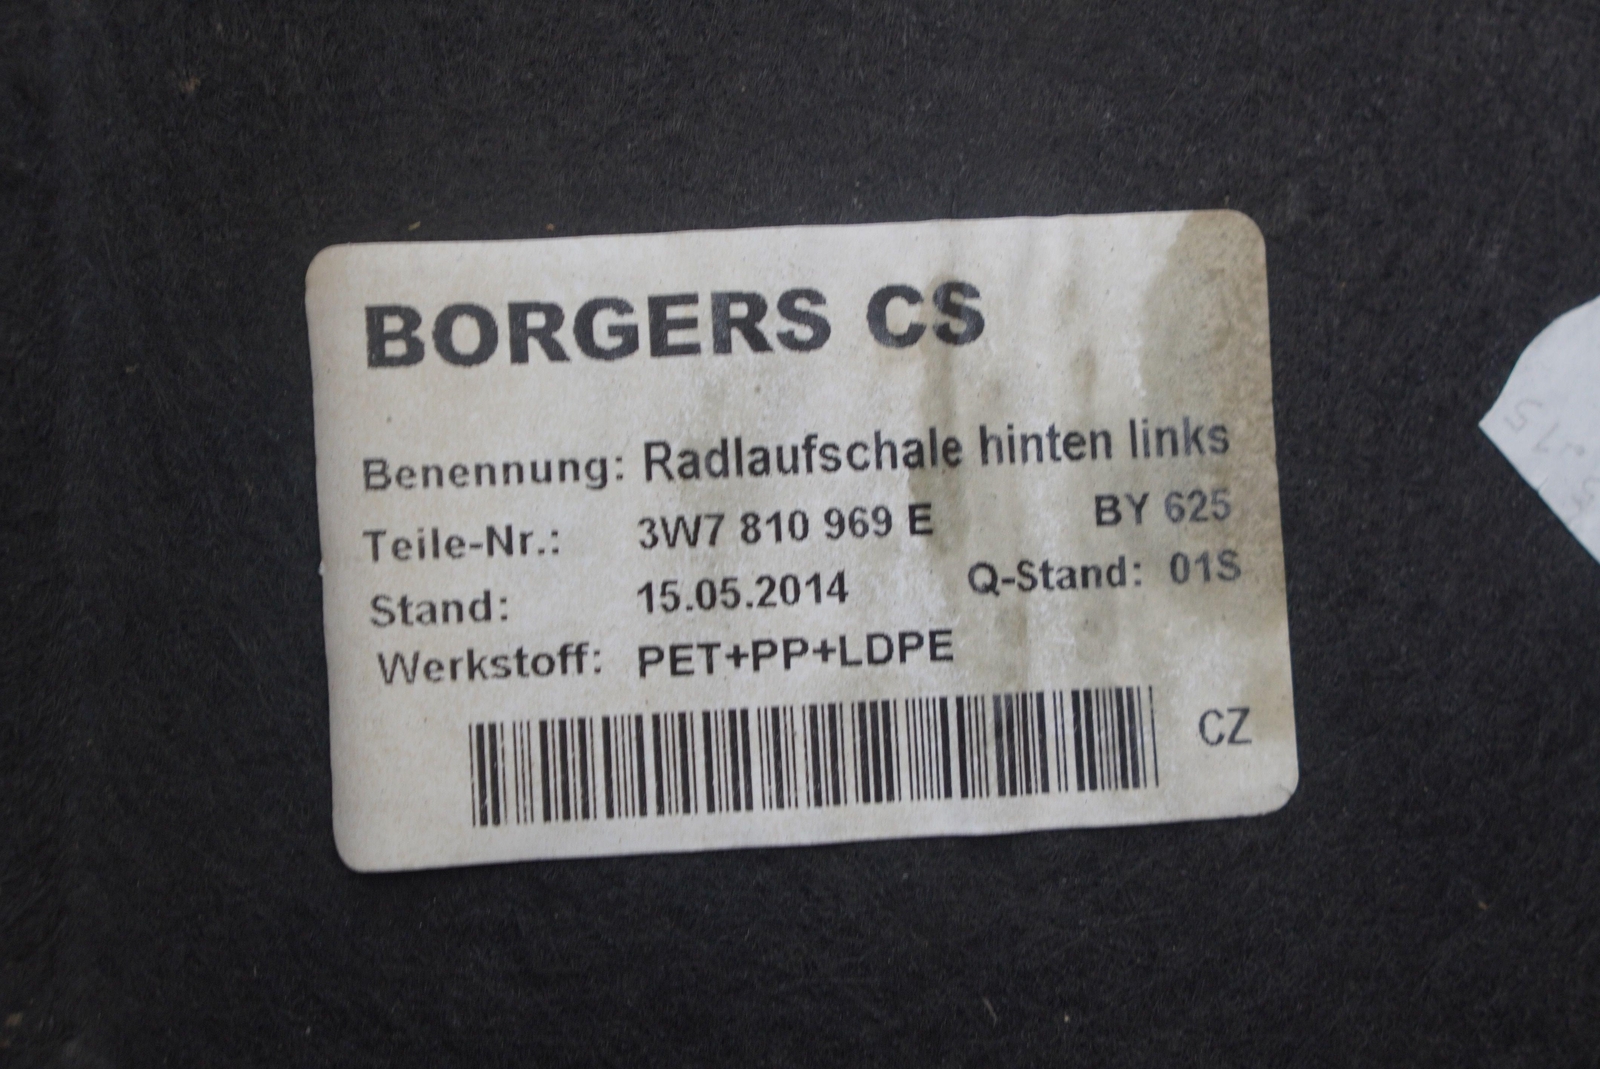 BORGERS CS
Benennung: Radlaufschale hinten links
Teile-Nr.: 3W7 810 969 E BY 625
Stand: 15.05.2014 Q-Stand: 01S
Werkstoff: PET+PP+LDPE
CZ